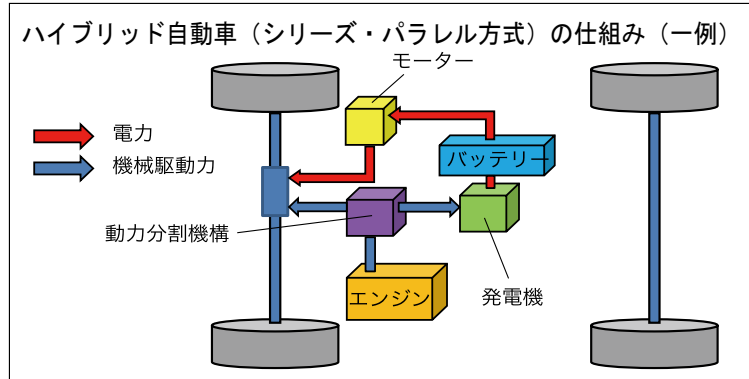 ハイブリッド自動車（シリーズ・パラレル方式）の仕組み（一例）
モーター
電力
機械駆動力
バッテリー
動力分割機構
エンジン
発電機